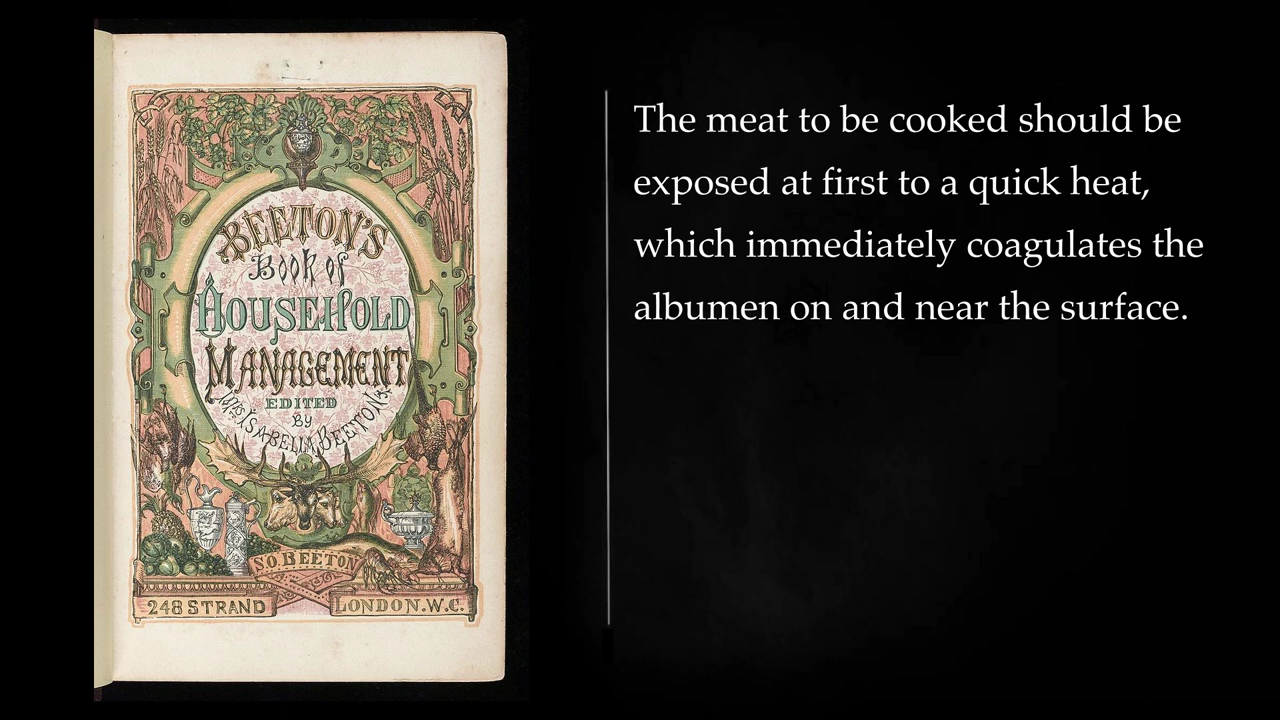 BEETON'S
Book of
HOUSEHOLD
MANAGEMENT
EDITED
BY
MRS ISABELLA BEETON
S.O. BEETON
248 STRAND
LONDON. W.C.
The meat to be cooked should be
exposed at first to a quick heat,
which immediately coagulates the
albumen on and near the surface.